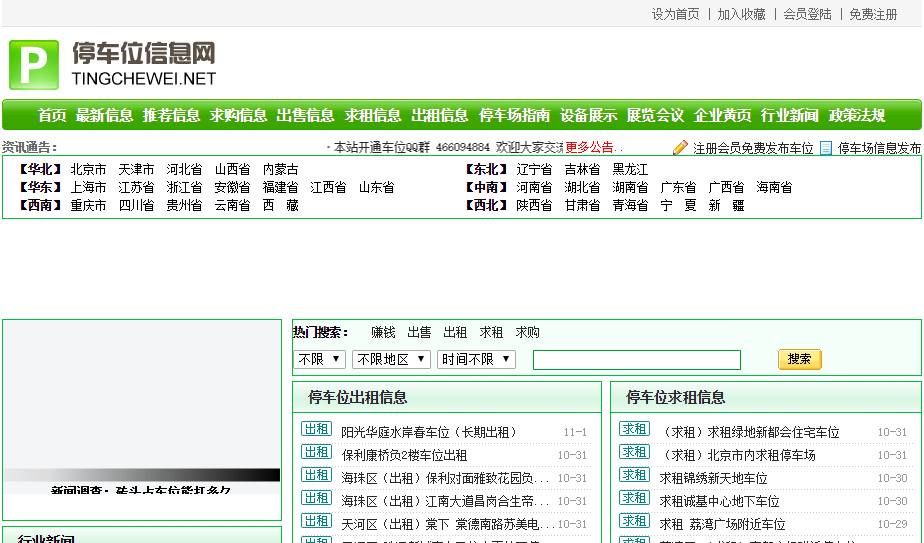 设为首页 | 加入收藏 | 会员登陆 | 免费注册
P 停车位信息网
TINGCHEWEI.NET
首页 最新信息 推荐信息 求购信息 出售信息 求租信息 出租信息 停车场指南 设备展示 展览会议 企业黄页 行业新闻 政策法规
资讯通告： · 本站开通车位QQ群 466094884 欢迎大家交流 更多公告.. 注册会员免费发布车位 停车场信息发布
【华北】 北京市 天津市 河北省 山西省 内蒙古 【东北】 辽宁省 吉林省 黑龙江
【华东】 上海市 江苏省 浙江省 安徽省 福建省 江西省 山东省 【中南】 河南省 湖北省 湖南省 广东省 广西省 海南省
【西南】 重庆市 四川省 贵州省 云南省 西 藏 【西北】 陕西省 甘肃省 青海省 宁 夏 新 疆
新闻调查：砖头占车位能扛多久
行业新闻
热门搜索： 赚钱 出售 出租 求租 求购
不限 不限地区 时间不限 搜索
停车位出租信息
出租 阳光华庭水岸春车位（长期出租） 11-1
出租 保利康桥负2楼车位出租 10-31
出租 海珠区（出租）保利对面雅致花园负... 10-31
出租 海珠区（出租）江南大道昌岗合生帝... 10-31
出租 天河区（出租）棠下 棠德南路苏美电... 10-31
出租
停车位求租信息
求租 （求租）求租绿地新都会住宅车位 10-31
求租 （求租）北京市内求租停车场 10-31
求租 求租锦绣新天地车位 10-30
求租 求租诚基中心地下车位 10-30
求租 求租 荔湾广场附近车位 10-29
求租